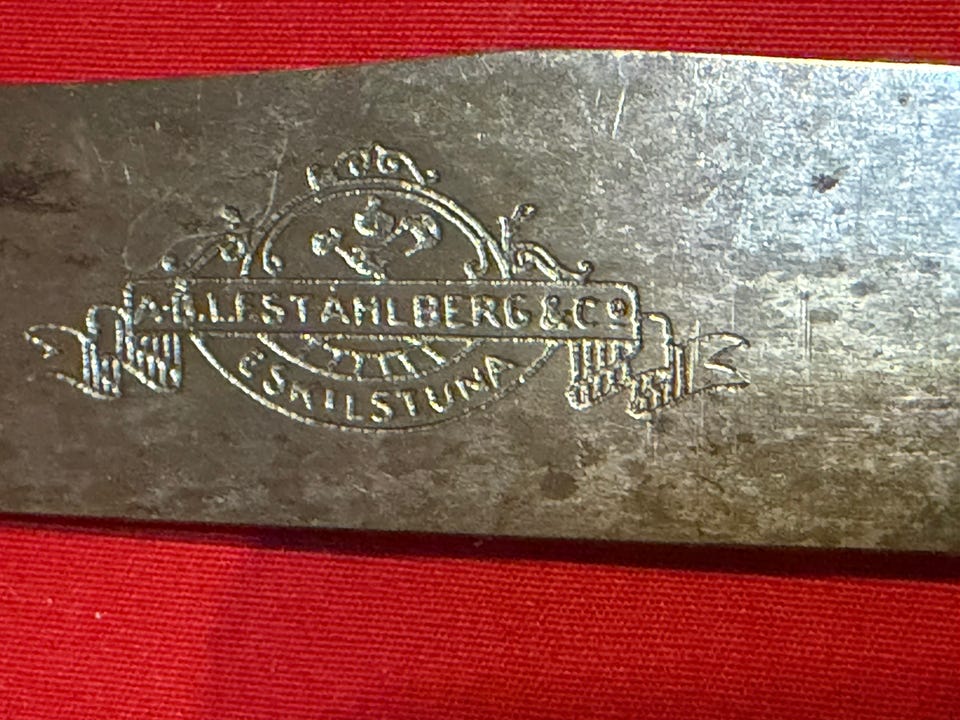 A.B.L.E STÅHLBERG & Cº
ESKILSTUNA